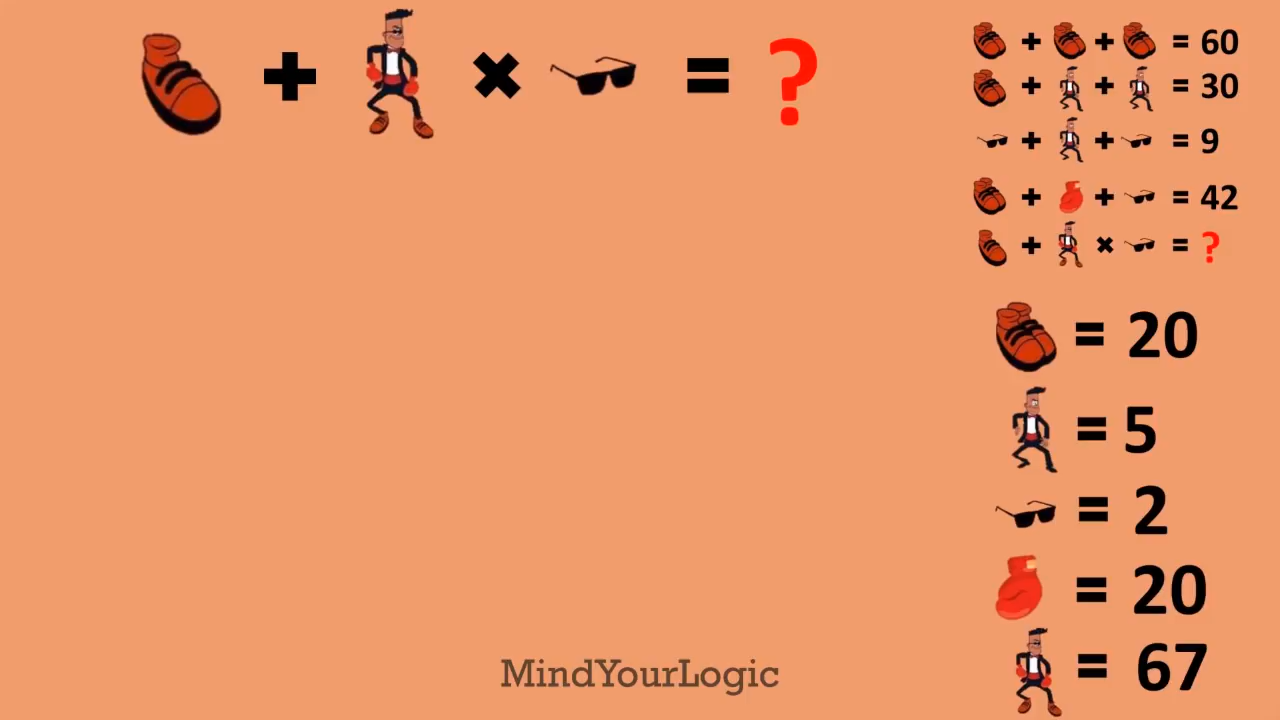 + × = ?
+ + = 60
+ + = 30
+ + = 9
+ + = 42
+ × = ?
= 20
= 5
= 2
= 20
= 67
MindYourLogic